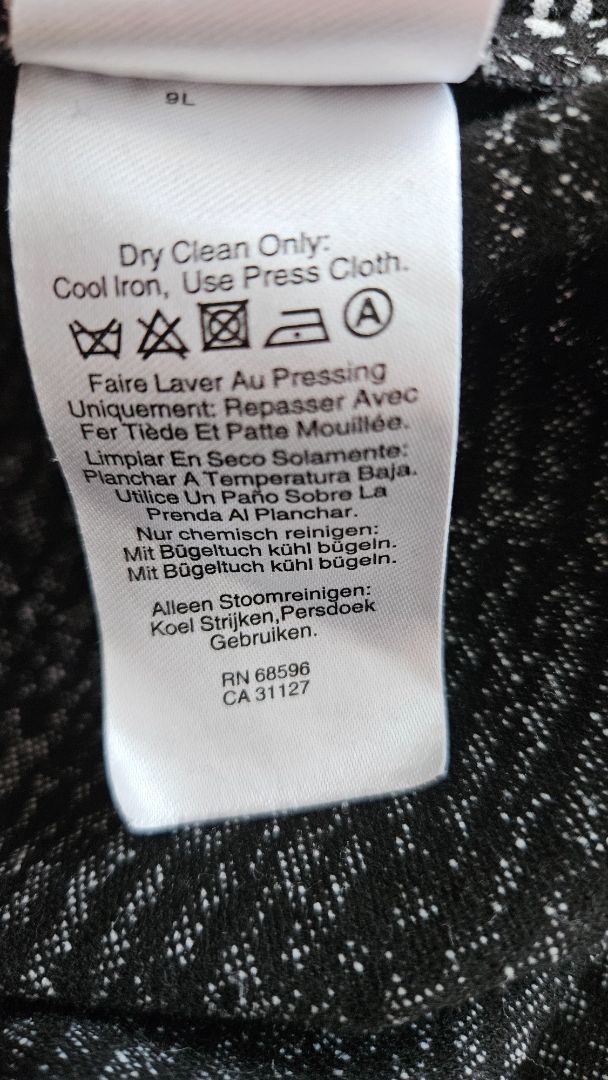 9L
Dry Clean Only:
Cool Iron, Use Press Cloth.
A
Faire Laver Au Pressing
Uniquement: Repasser Avec
Fer Tiède Et Patte Mouillée.
Limpiar En Seco Solamente:
Planchar A Temperatura Baja.
Utilice Un Paño Sobre La
Prenda Al Planchar.
Nur chemisch reinigen:
Mit Bügeltuch kühl bügeln.
Mit Bügeltuch kühl bügeln.
Alleen Stoomreinigen:
Koel Strijken,Persdoek
Gebruiken.
RN 68596
CA 31127